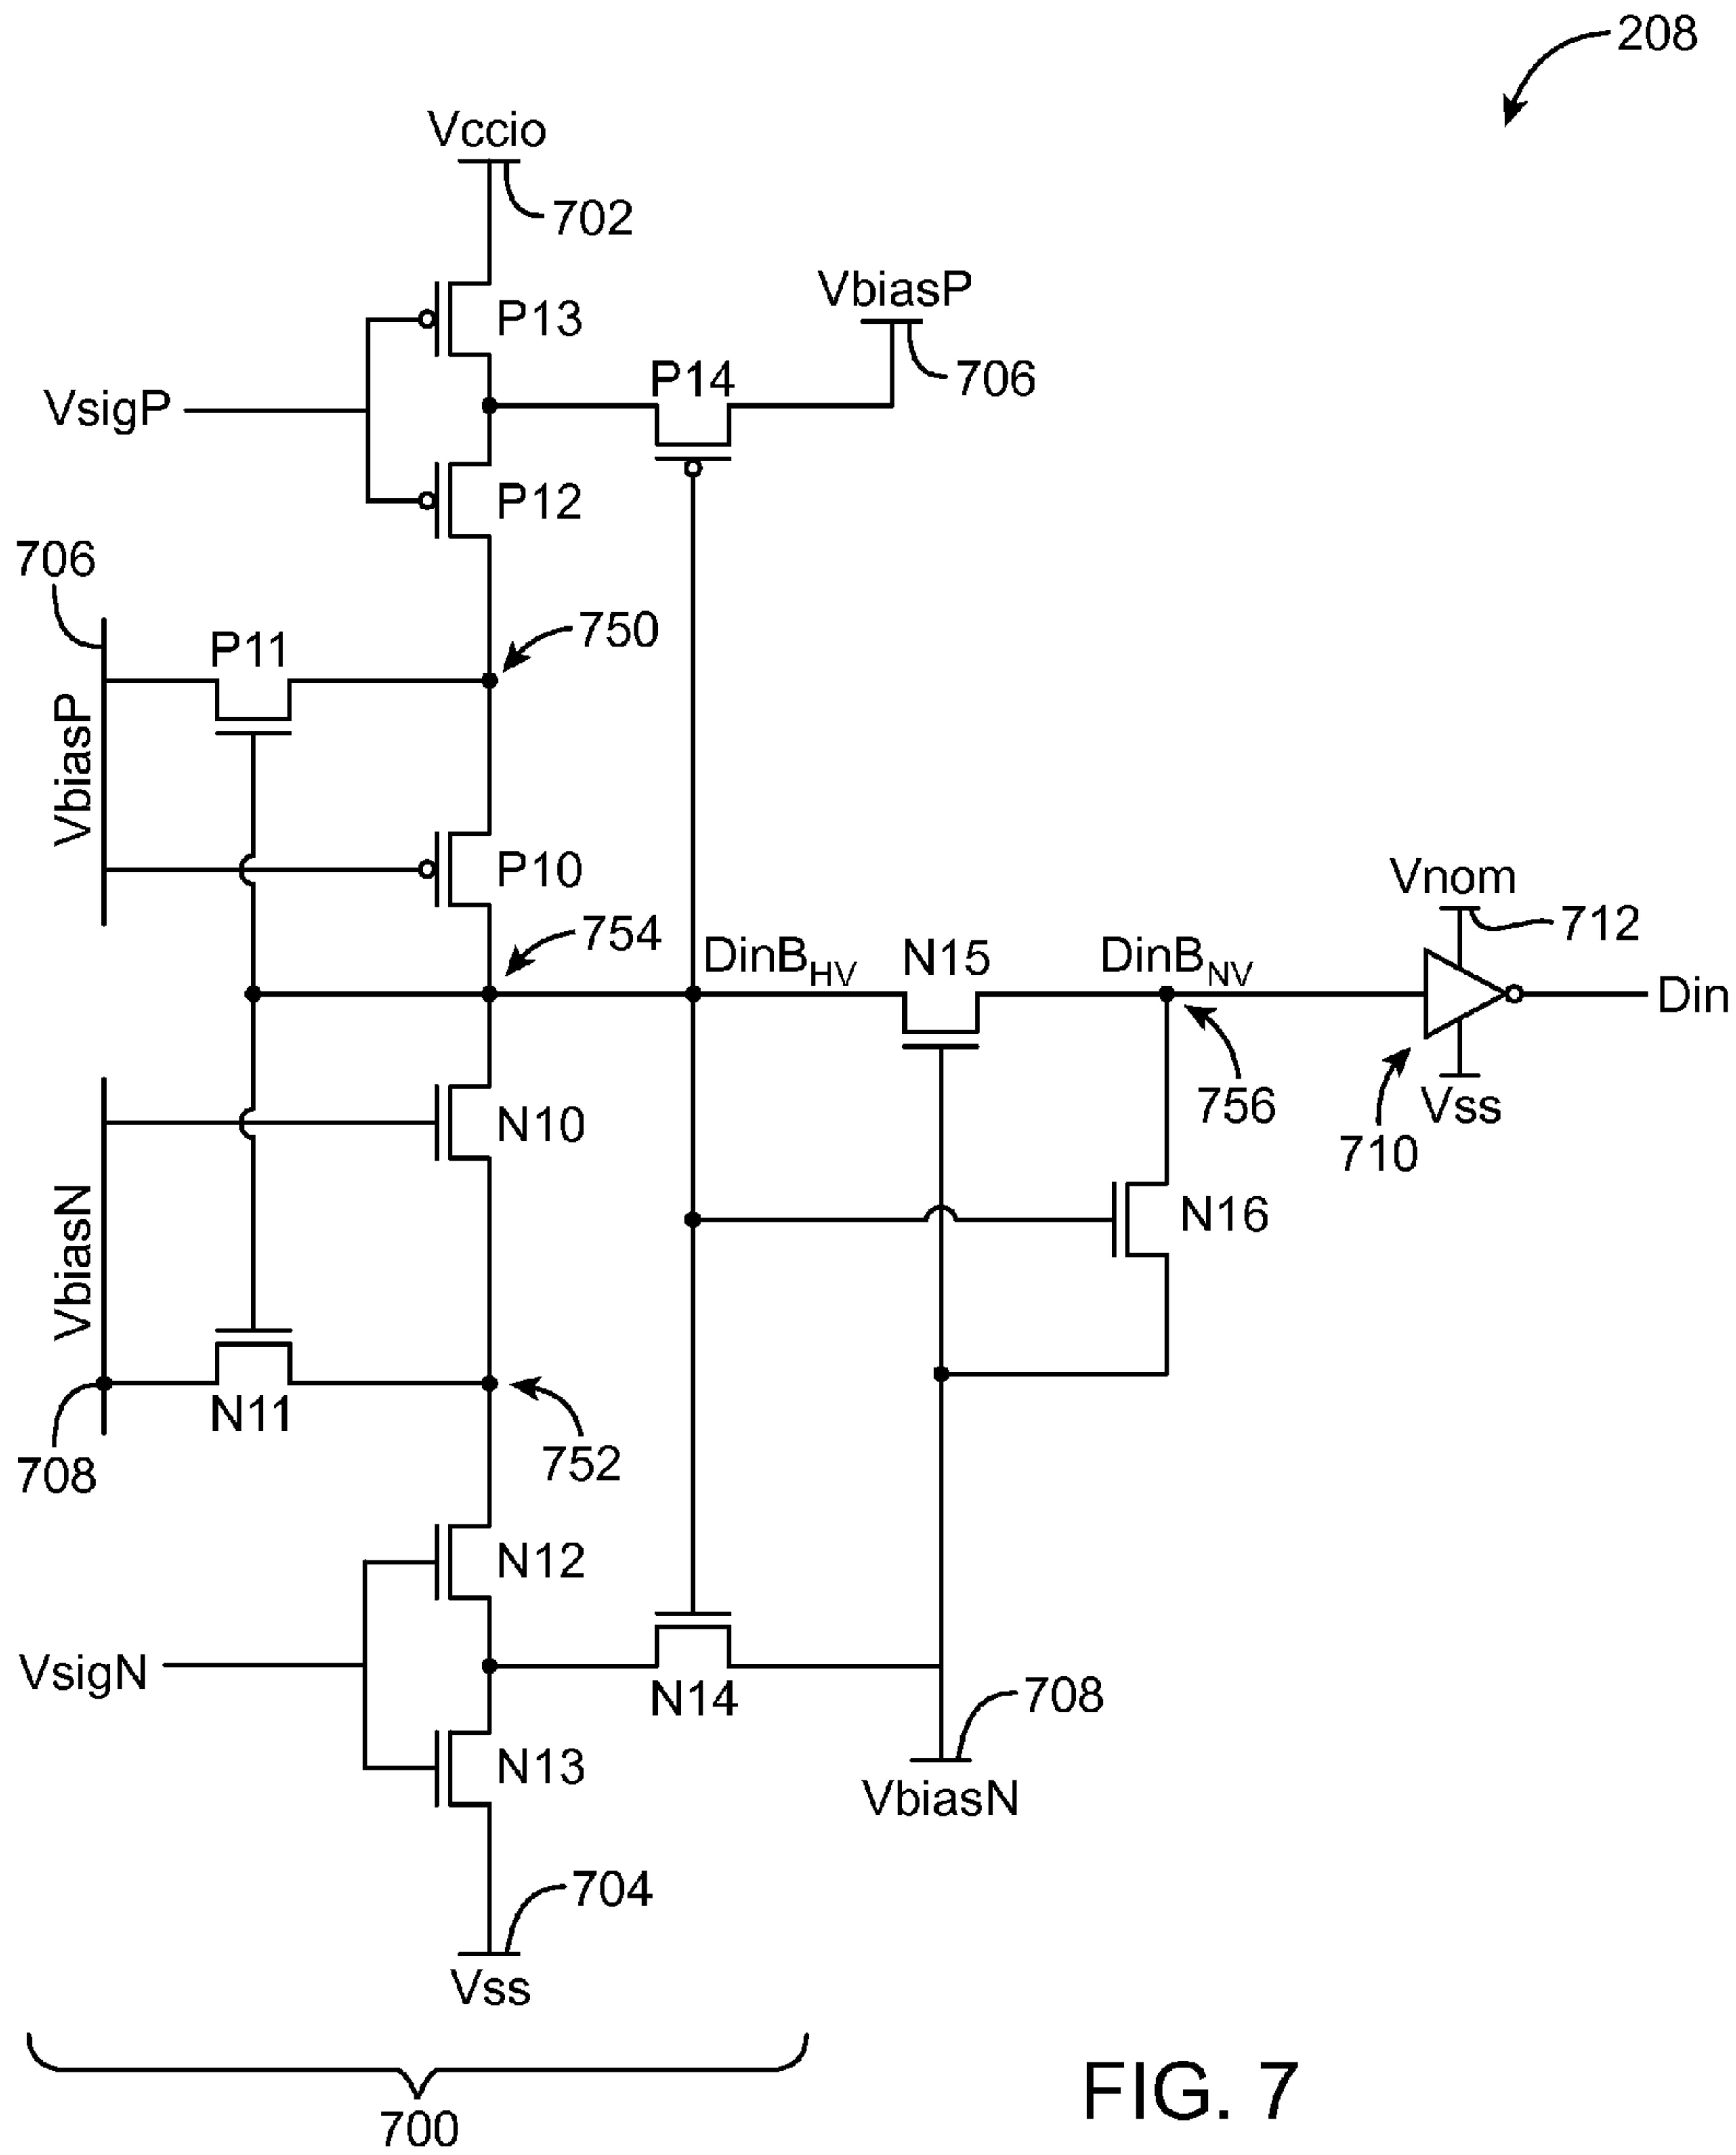 208
Vccio
702
P13
VbiasP
706
P14
VsigP
P12
706
P11
750
VbiasP
P10
754
DinB_HV
N15
DinB_NV
Vnom
712
Din
756
Vss
710
N10
N16
VbiasN
N11
752
708
N12
VsigN
N14
708
N13
VbiasN
704
Vss
700
FIG. 7